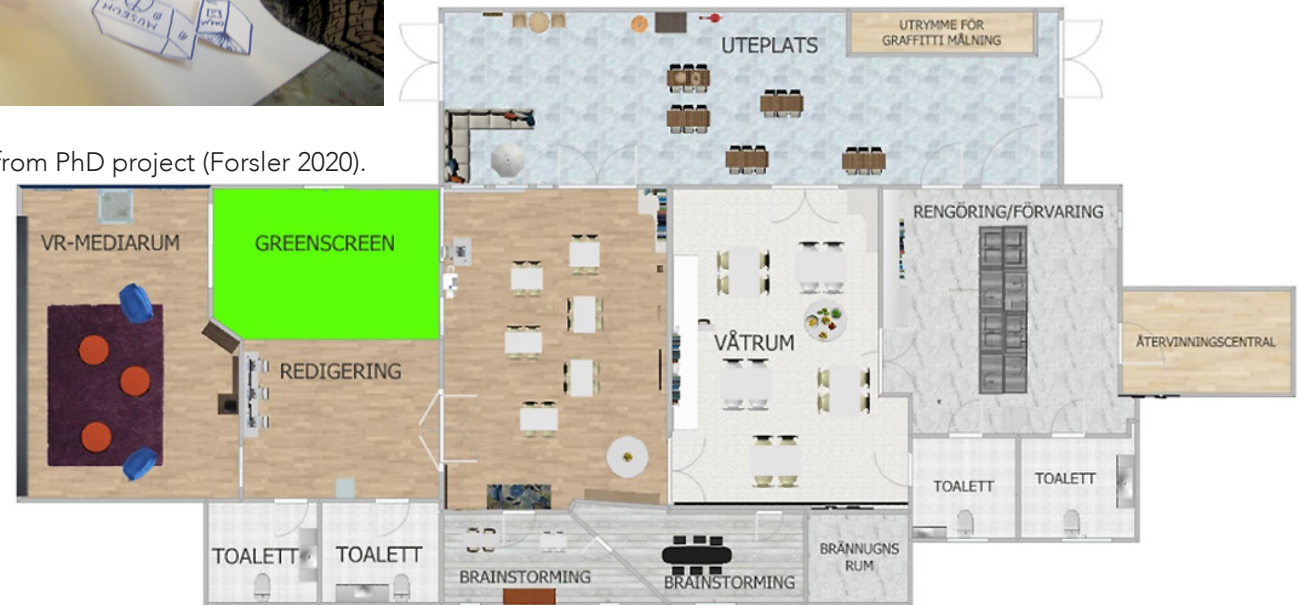 MUSEUM
from PhD project (Forsler 2020).
UTEPLATS
UTRYMME FÖR
GRAFFITTI MÅLNING
VR-MEDIARUM
GREENSCREEN
REDIGERING
VÅTRUM
RENGÖRING/FÖRVARING
ÅTERVINNINGSCENTRAL
TOALETT
TOALETT
TOALETT
TOALETT
BRAINSTORMING
BRAINSTORMING
BRÄNNUGNS
RUM